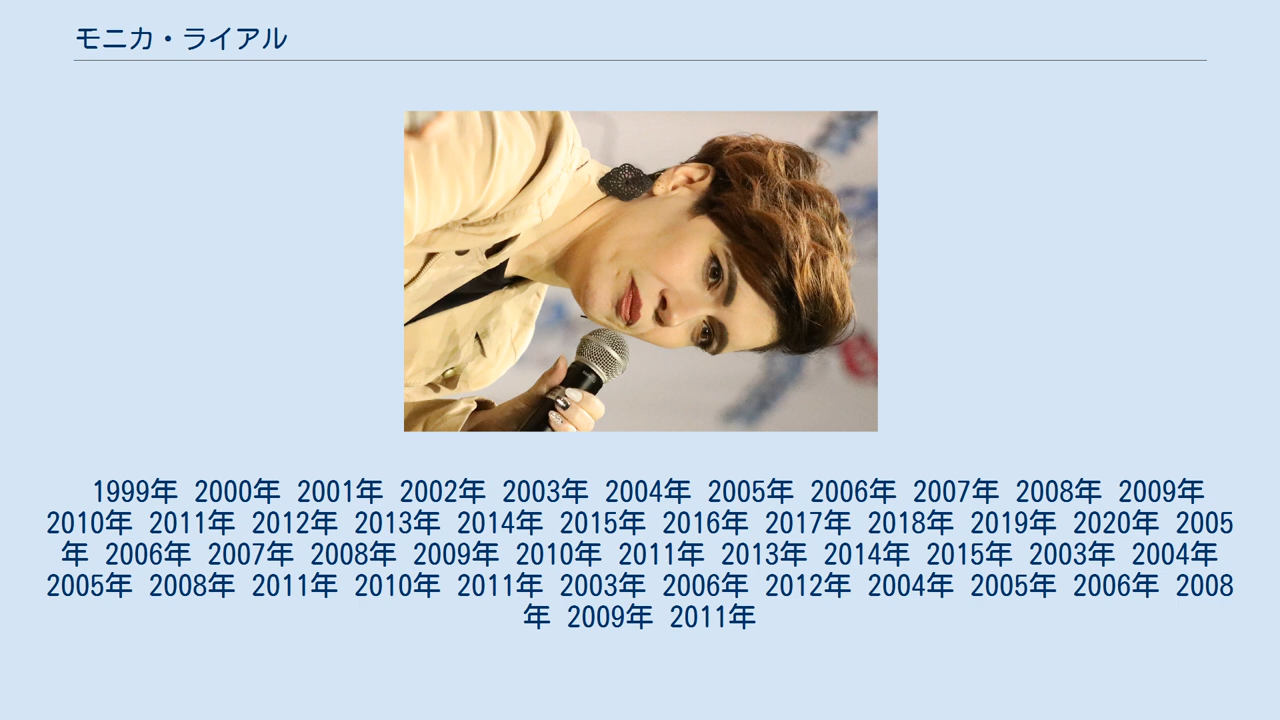 モニカ・ライアル
1999年 2000年 2001年 2002年 2003年 2004年 2005年 2006年 2007年 2008年 2009年
2010年 2011年 2012年 2013年 2014年 2015年 2016年 2017年 2018年 2019年 2020年 2005
年 2006年 2007年 2008年 2009年 2010年 2011年 2013年 2014年 2015年 2003年 2004年
2005年 2008年 2011年 2010年 2011年 2003年 2006年 2012年 2004年 2005年 2006年 2008
年 2009年 2011年